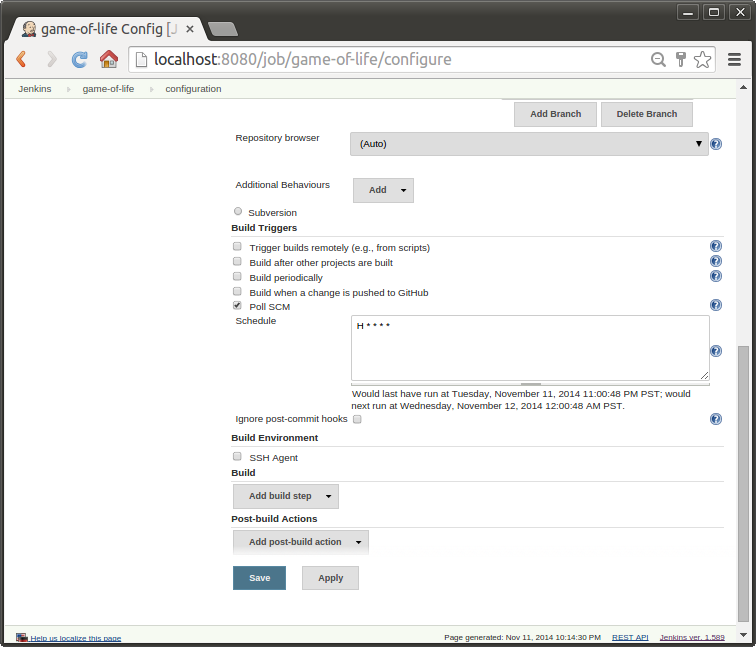 game-of-life Config [J
localhost:8080/job/game-of-life/configure
Jenkins game-of-life configuration
Add Branch Delete Branch
Repository browser (Auto)
Additional Behaviours Add
Subversion
Build Triggers
Trigger builds remotely (e.g., from scripts)
Build after other projects are built
Build periodically
Build when a change is pushed to GitHub
Poll SCM
Schedule
H * * * *
Would last have run at Tuesday, November 11, 2014 11:00:48 PM PST; would
next run at Wednesday, November 12, 2014 12:00:48 AM PST.
Ignore post-commit hooks
Build Environment
SSH Agent
Build
Add build step
Post-build Actions
Add post-build action
Save Apply
Help us localize this page Page generated: Nov 11, 2014 10:14:30 PM REST API Jenkins ver. 1.589